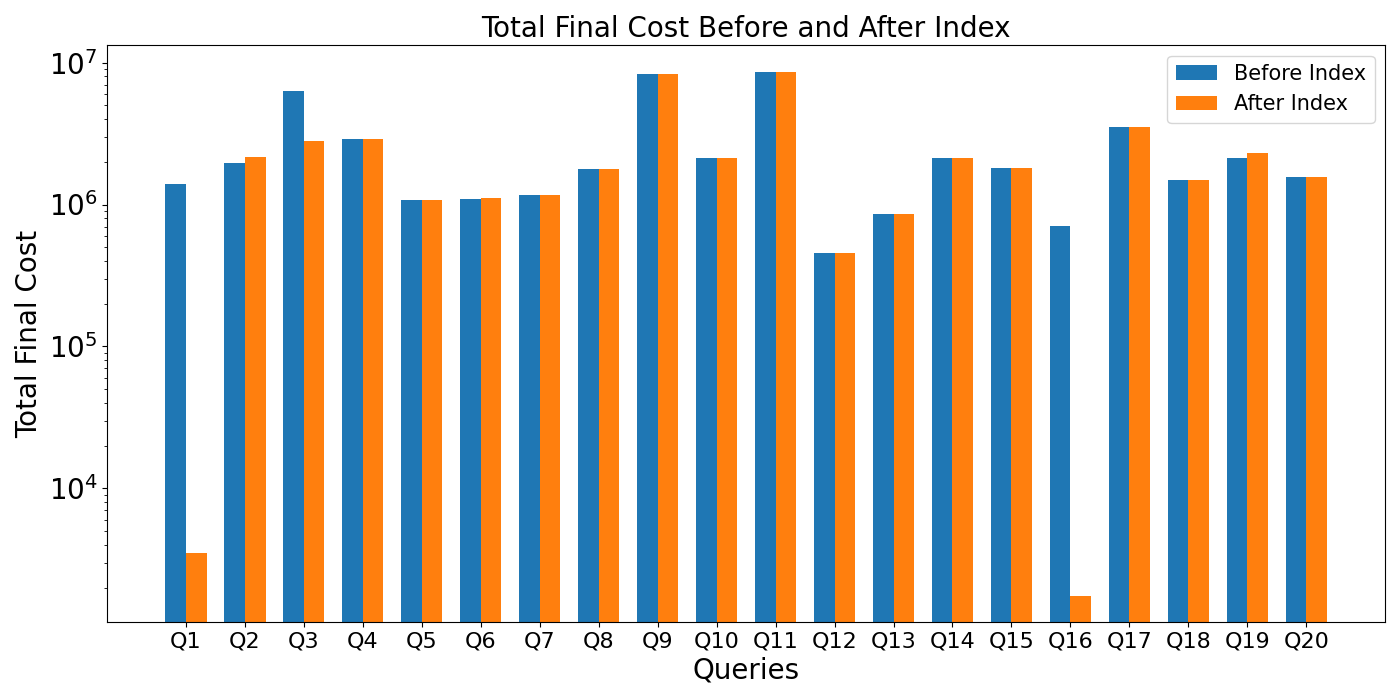 Total Final Cost Before and After Index
Before Index
After Index
Total Final Cost
10^7
10^6
10^5
10^4
Q1 Q2 Q3 Q4 Q5 Q6 Q7 Q8 Q9 Q10 Q11 Q12 Q13 Q14 Q15 Q16 Q17 Q18 Q19 Q20
Queries